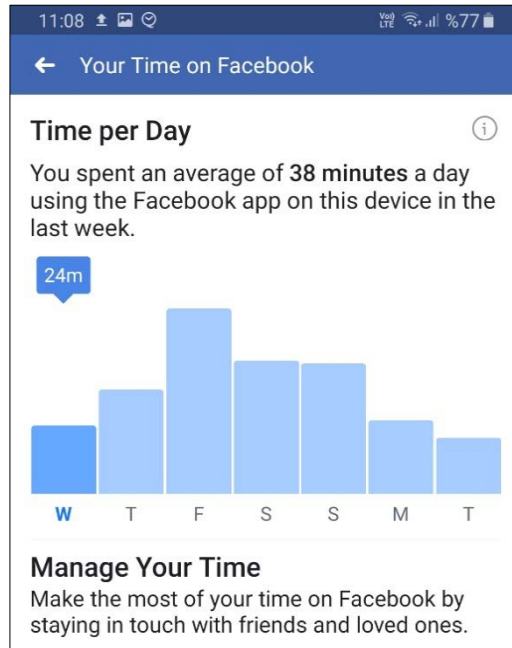 11:08 Vo) LTE %77
Your Time on Facebook
Time per Day
You spent an average of 38 minutes a day
using the Facebook app on this device in the
last week.
24m
W T F S S M T
Manage Your Time
Make the most of your time on Facebook by
staying in touch with friends and loved ones.